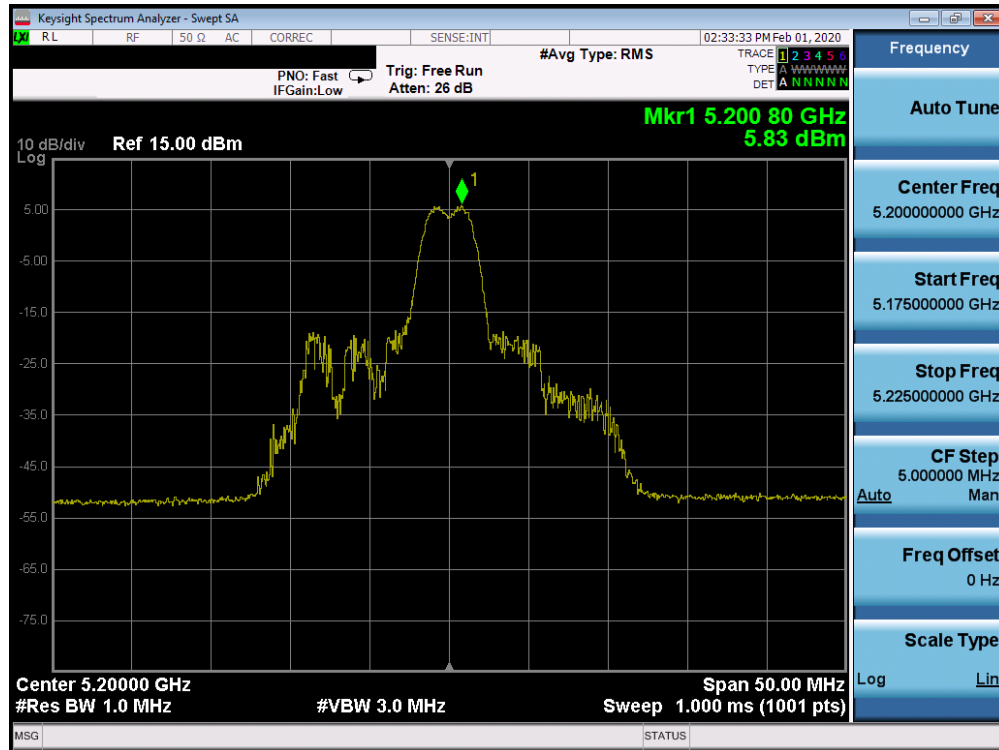 Keysight Spectrum Analyzer - Swept SA
LXI RL RF 50 Ω AC CORREC SENSE:INT 02:33:33 PM Feb 01, 2020
#Avg Type: RMS TRACE 1 2 3 4 5 6
PNO: Fast Trig: Free Run TYPE A WWWWW
IFGain:Low Atten: 26 dB DET A N N N N N
Mkr1 5.200 80 GHz
5.83 dBm
10 dB/div Ref 15.00 dBm
Log
1
5.00
-5.00
-15.0
-25.0
-35.0
-45.0
-55.0
-65.0
-75.0
Center 5.20000 GHz Span 50.00 MHz
#Res BW 1.0 MHz #VBW 3.0 MHz Sweep 1.000 ms (1001 pts)
MSG STATUS
Frequency
Auto Tune
Center Freq
5.200000000 GHz
Start Freq
5.175000000 GHz
Stop Freq
5.225000000 GHz
CF Step
5.000000 MHz
Auto Man
Freq Offset
0 Hz
Scale Type
Log Lin